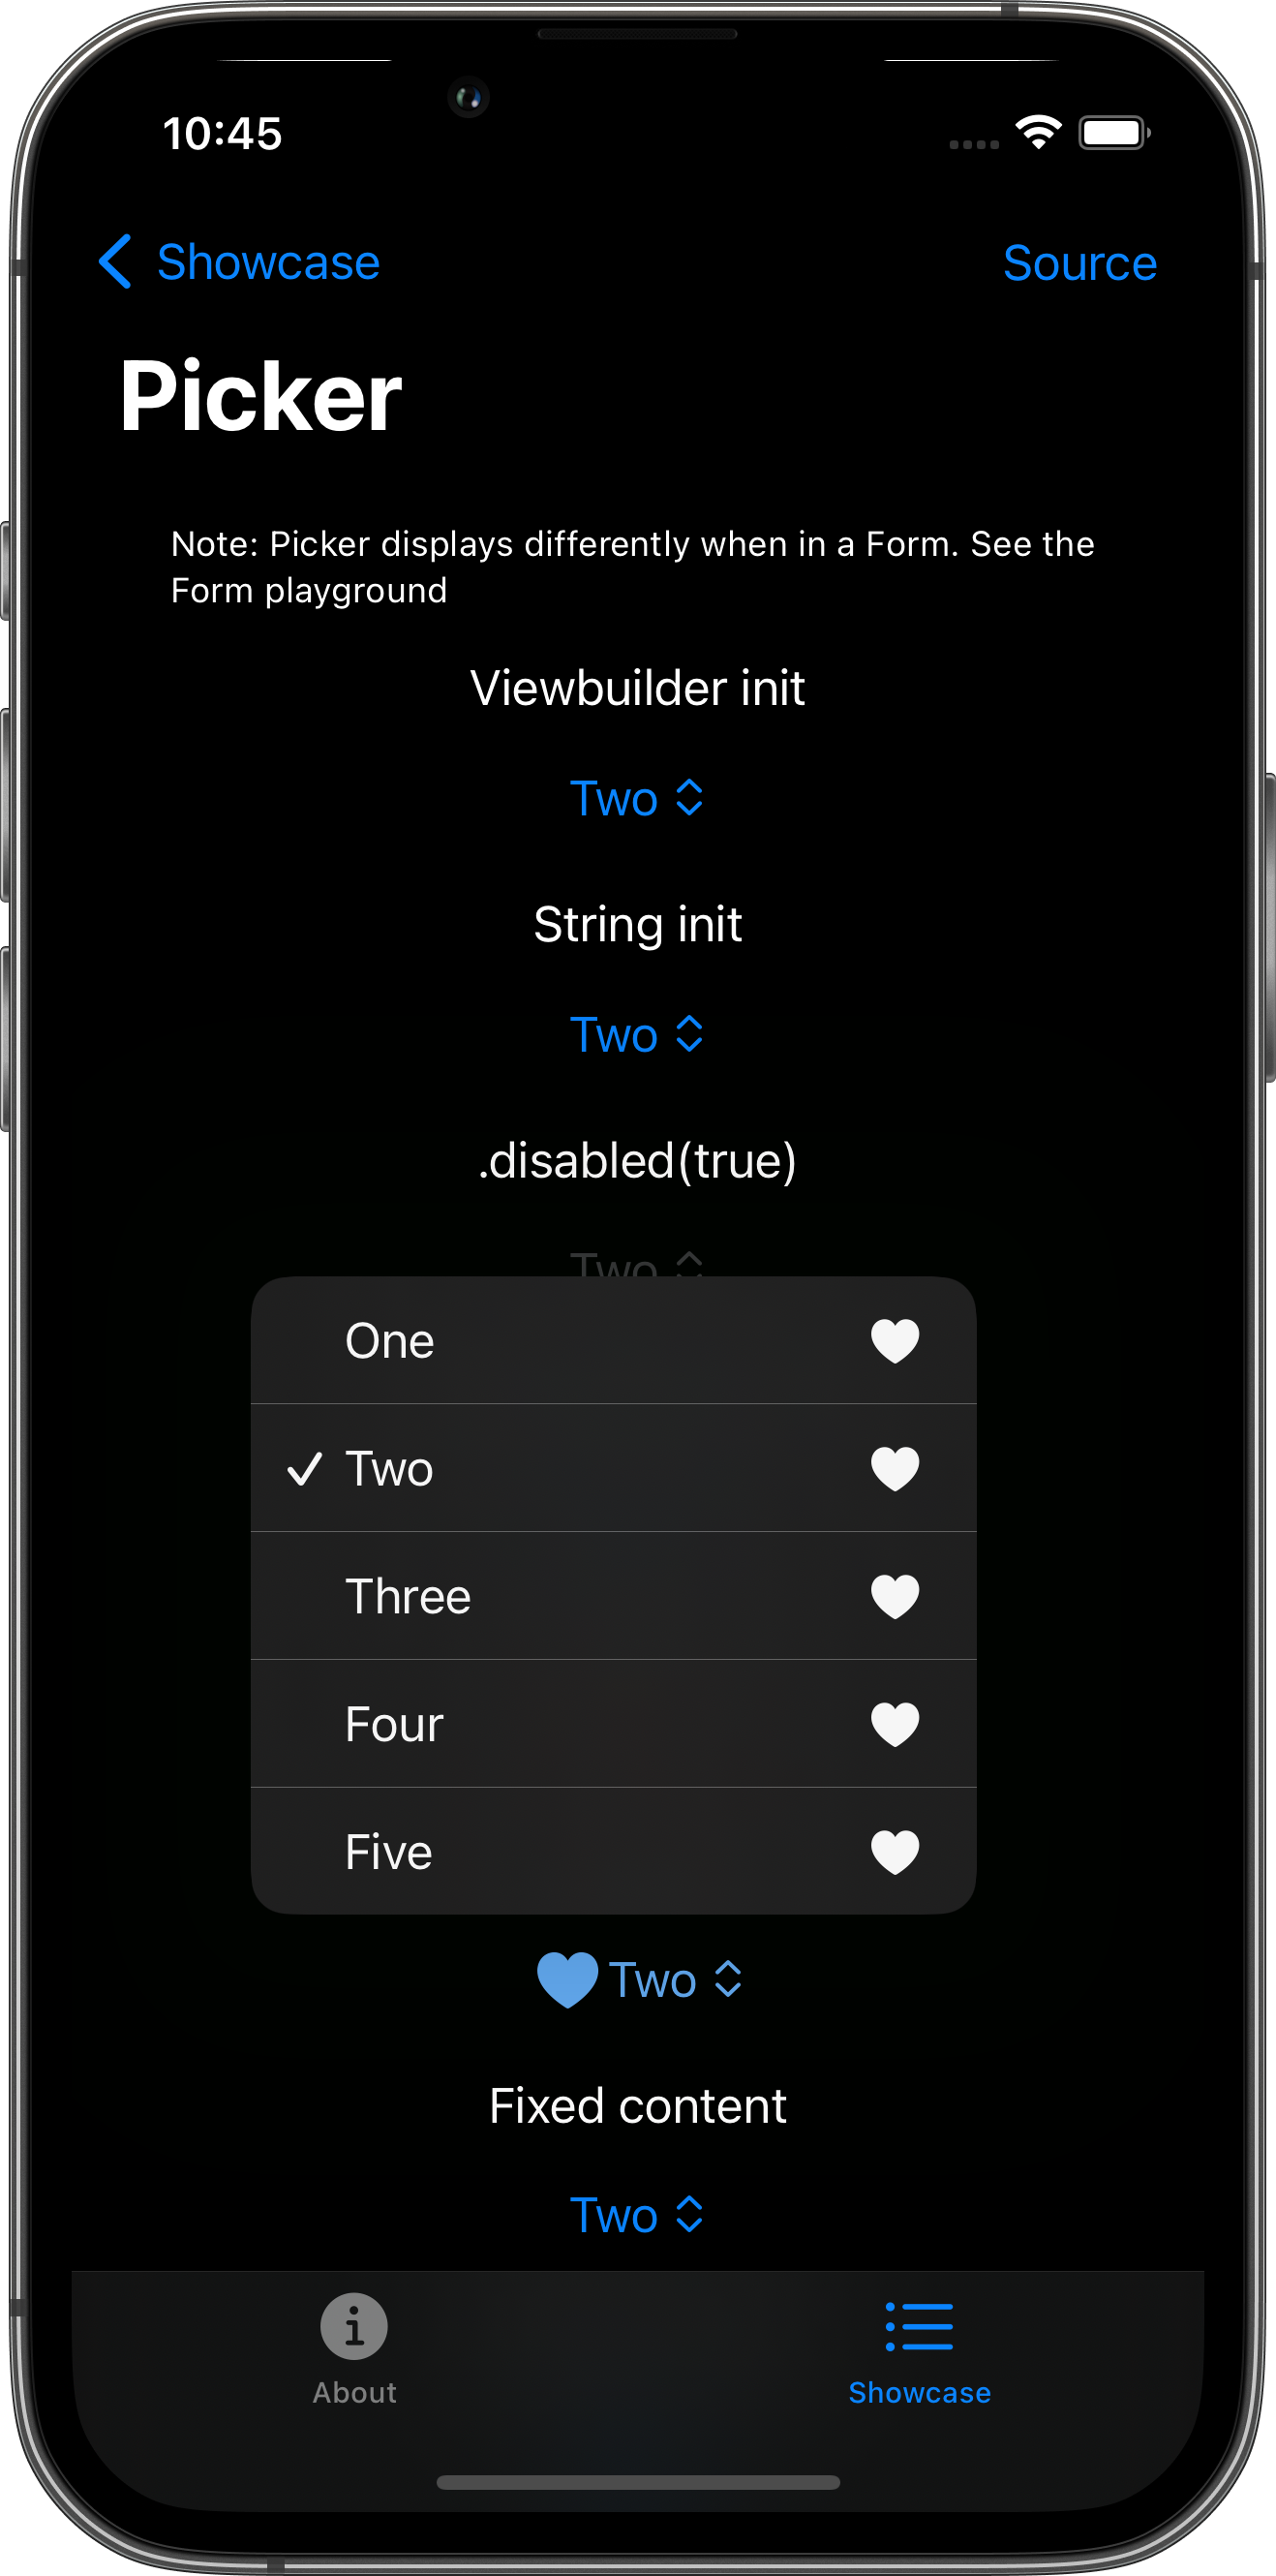 10:45
Showcase
Source
Picker
Note: Picker displays differently when in a Form. See the
Form playground
Viewbuilder init
Two
String init
Two
.disabled(true)
Two
One
Two
Three
Four
Five
Two
Fixed content
Two
About
Showcase